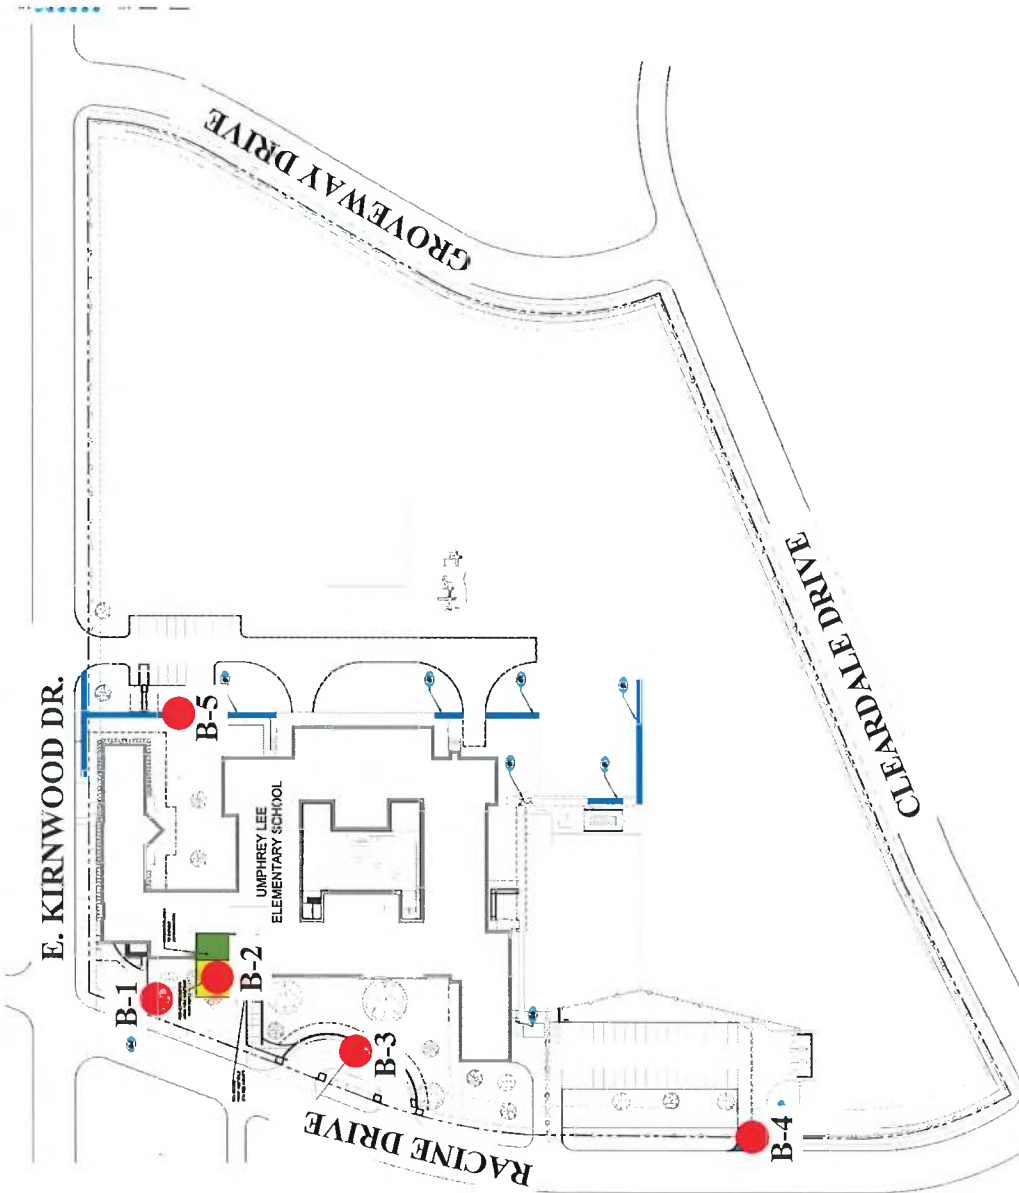 GROVEWAY DRIVE
E. KIRNWOOD DR.
B-5
CLEARDALE DRIVE
UMPHREY LEE
ELEMENTARY SCHOOL
B-2
B-1
B-3
RACINE DRIVE
B-4